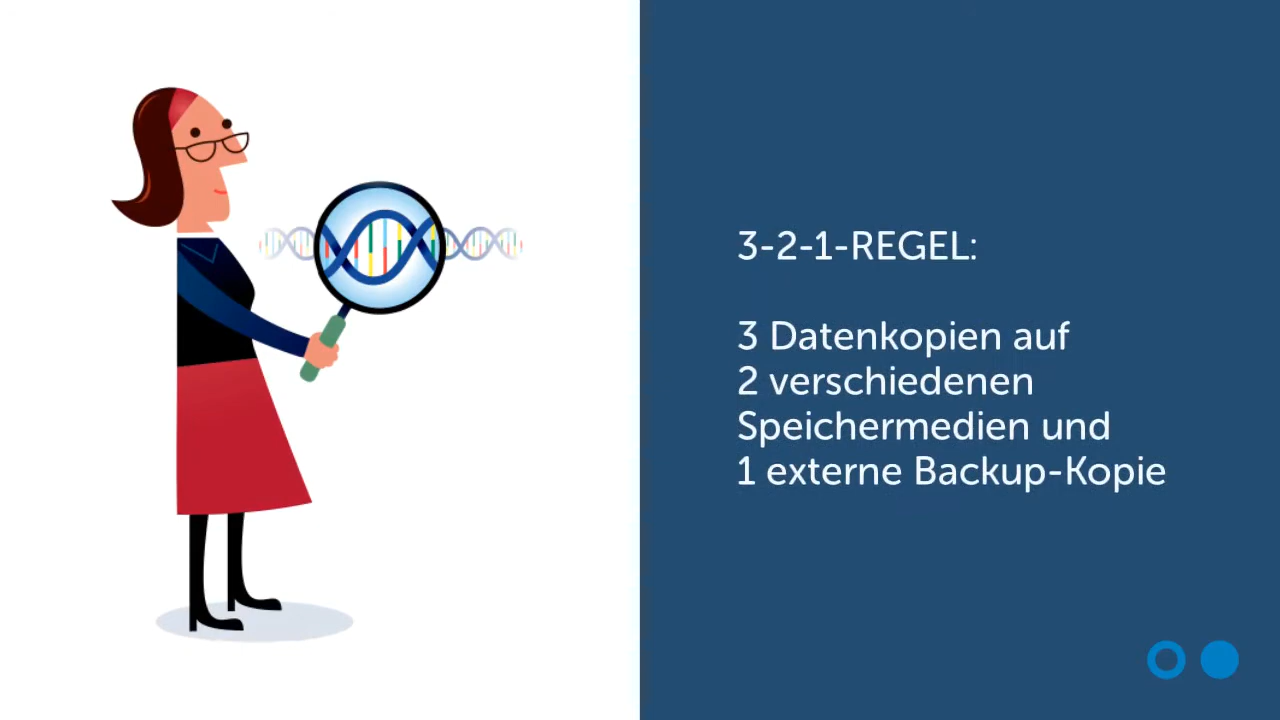 3-2-1-REGEL:
3 Datenkopien auf
2 verschiedenen
Speichermedien und
1 externe Backup-Kopie